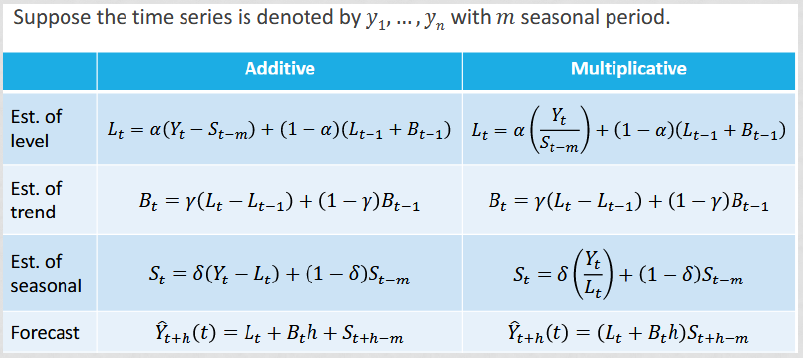 Suppose the time series is denoted by y₁, …, yₙ with m seasonal period.
Additive Multiplicative
Est. of level Lₜ = α(Yₜ − Sₜ₋ₘ) + (1 − α)(Lₜ₋₁ + Bₜ₋₁) Lₜ = α(Yₜ/Sₜ₋ₘ) + (1 − α)(Lₜ₋₁ + Bₜ₋₁)
Est. of trend Bₜ = γ(Lₜ − Lₜ₋₁) + (1 − γ)Bₜ₋₁ Bₜ = γ(Lₜ − Lₜ₋₁) + (1 − γ)Bₜ₋₁
Est. of seasonal Sₜ = δ(Yₜ − Lₜ) + (1 − δ)Sₜ₋ₘ Sₜ = δ(Yₜ/Lₜ) + (1 − δ)Sₜ₋ₘ
Forecast Ŷₜ₊ₕ(t) = Lₜ + Bₜh + Sₜ₊ₕ₋ₘ Ŷₜ₊ₕ(t) = (Lₜ + Bₜh)Sₜ₊ₕ₋ₘ